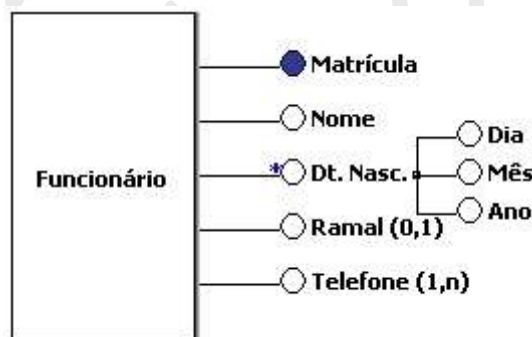 Matrícula
Nome
Dia
* Dt. Nasc.
Mês
Funcionário
Ano
Ramal (0,1)
Telefone (1,n)